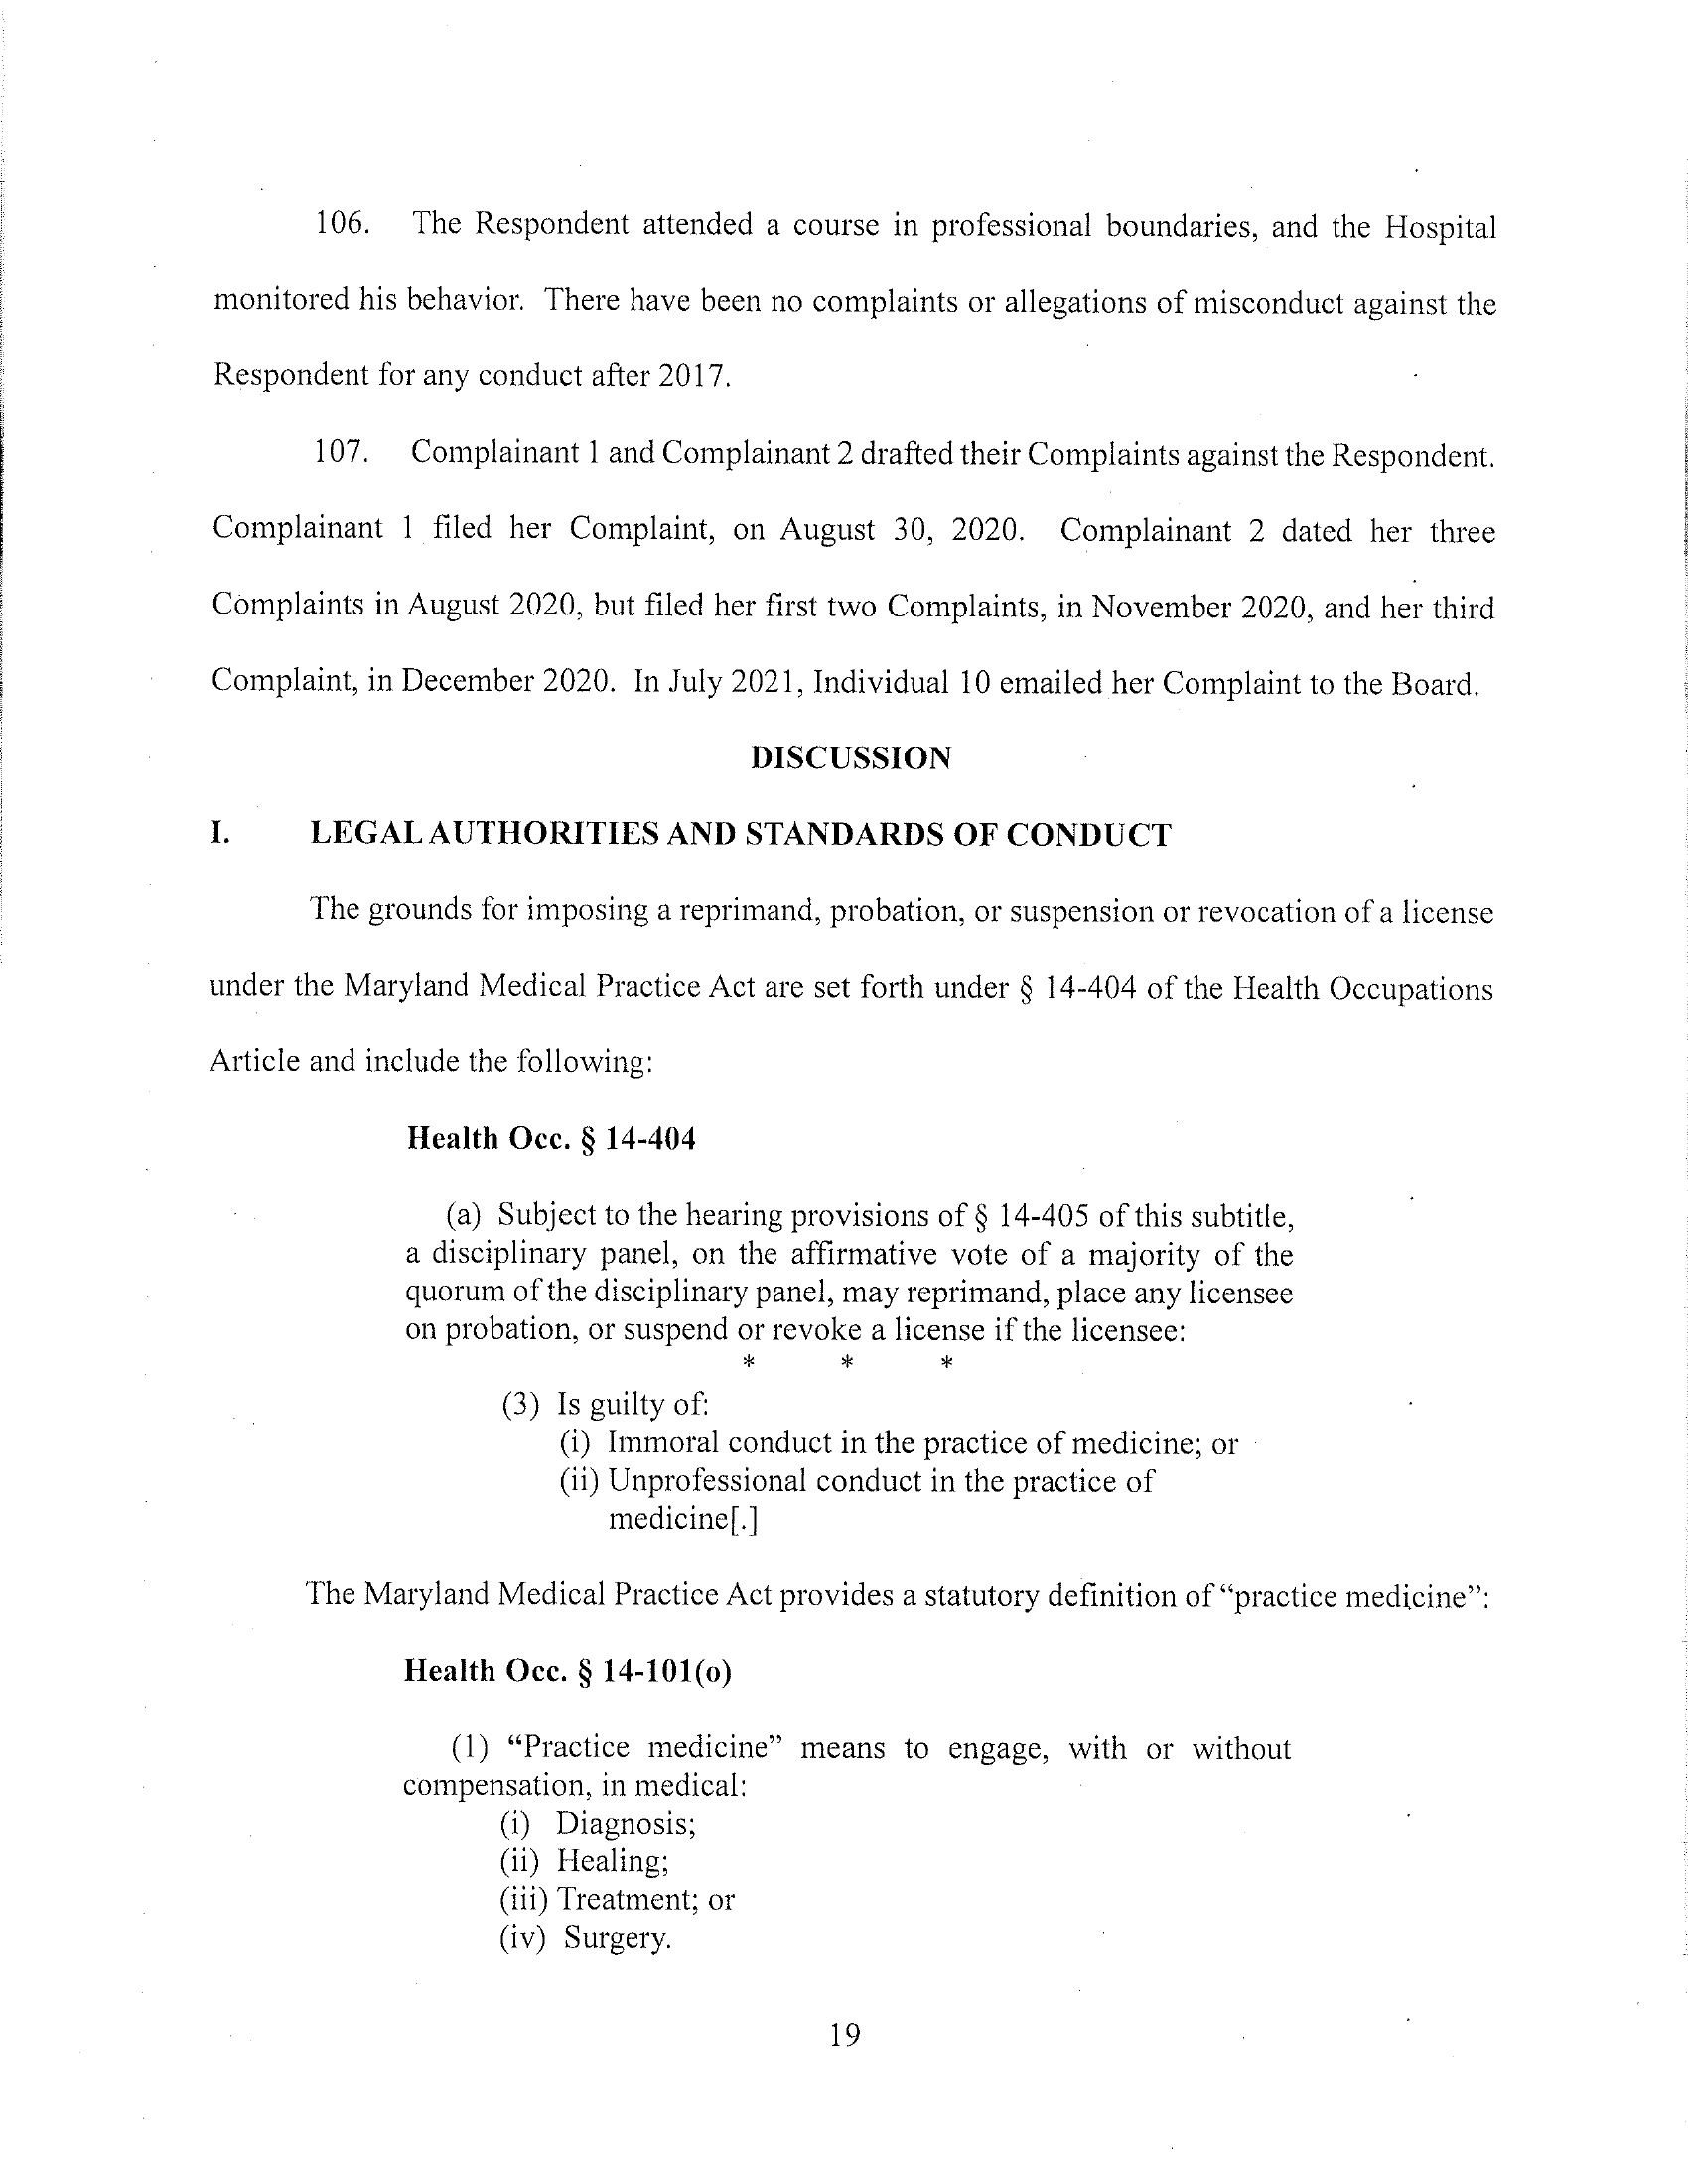 106. The Respondent attended a course in professional boundaries, and the Hospital
monitored his behavior. There have been no complaints or allegations of misconduct against the
Respondent for any conduct after 2017.
107. Complainant 1 and Complainant 2 drafted their Complaints against the Respondent.
Complainant 1 filed her Complaint, on August 30, 2020. Complainant 2 dated her three
Complaints in August 2020, but filed her first two Complaints, in November 2020, and her third
Complaint, in December 2020. In July 2021, Individual 10 emailed her Complaint to the Board.
DISCUSSION
I. LEGAL AUTHORITIES AND STANDARDS OF CONDUCT
The grounds for imposing a reprimand, probation, or suspension or revocation of a license
under the Maryland Medical Practice Act are set forth under § 14-404 of the Health Occupations
Article and include the following:
Health Occ. § 14-404
(a) Subject to the hearing provisions of § 14-405 of this subtitle,
a disciplinary panel, on the affirmative vote of a majority of the
quorum of the disciplinary panel, may reprimand, place any licensee
on probation, or suspend or revoke a license if the licensee:
* * *
(3) Is guilty of:
(i) Immoral conduct in the practice of medicine; or
(ii) Unprofessional conduct in the practice of
medicine[.]
The Maryland Medical Practice Act provides a statutory definition of “practice medicine”:
Health Occ. § 14-101(o)
(1) “Practice medicine” means to engage, with or without
compensation, in medical:
(i) Diagnosis;
(ii) Healing;
(iii) Treatment; or
(iv) Surgery.
19